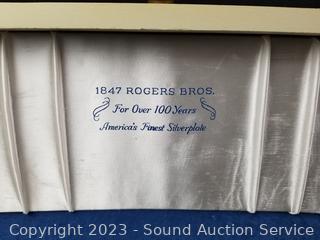 1847 ROGERS BROS.
For Over 100 Years
America's Finest Silverplate
Copyright 2023 - Sound Auction Service